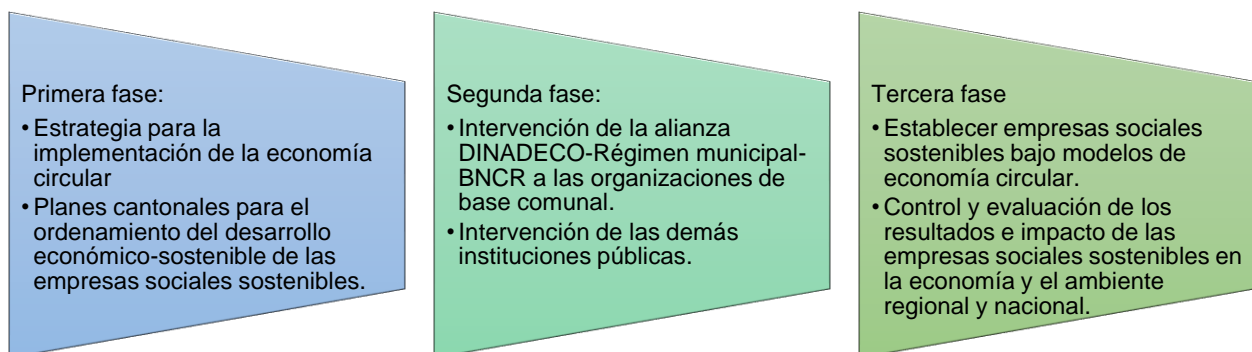 Primera fase:
• Estrategia para la
implementación de la economía
circular
• Planes cantonales para el
ordenamiento del desarrollo
económico-sostenible de las
empresas sociales sostenibles.
Segunda fase:
• Intervención de la alianza
DINADECO-Régimen municipal-
BNCR a las organizaciones de
base comunal.
• Intervención de las demás
instituciones públicas.
Tercera fase
• Establecer empresas sociales
sostenibles bajo modelos de
economía circular.
• Control y evaluación de los
resultados e impacto de las
empresas sociales sostenibles en
la economía y el ambiente
regional y nacional.